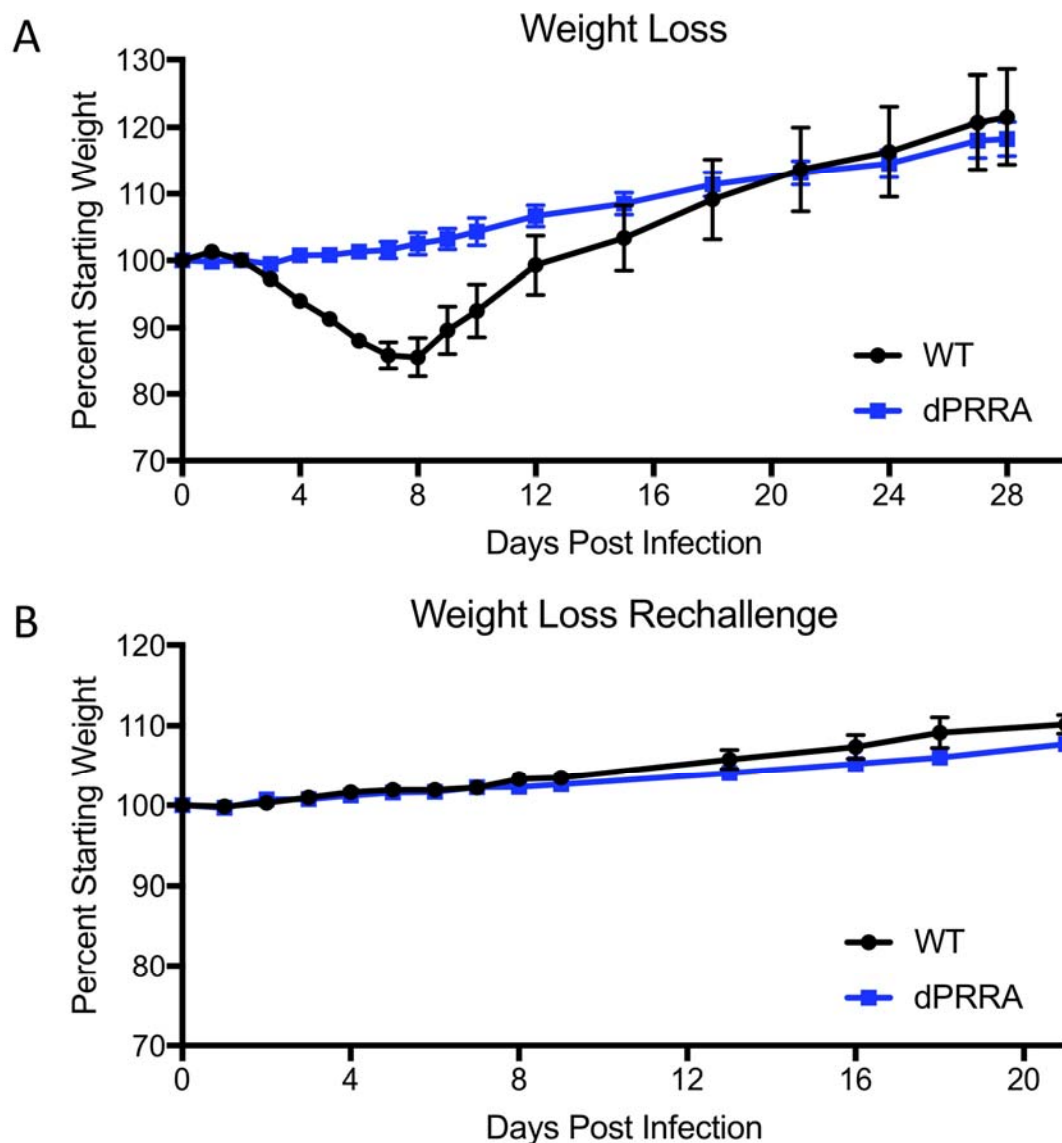 A
Weight Loss
Percent Starting Weight
130
120
110
100
90
80
70
0 4 8 12 16 20 24 28
Days Post Infection
WT
dPRRA
B
Weight Loss Rechallenge
Percent Starting Weight
120
110
100
90
80
70
0 4 8 12 16 20
Days Post Infection
WT
dPRRA